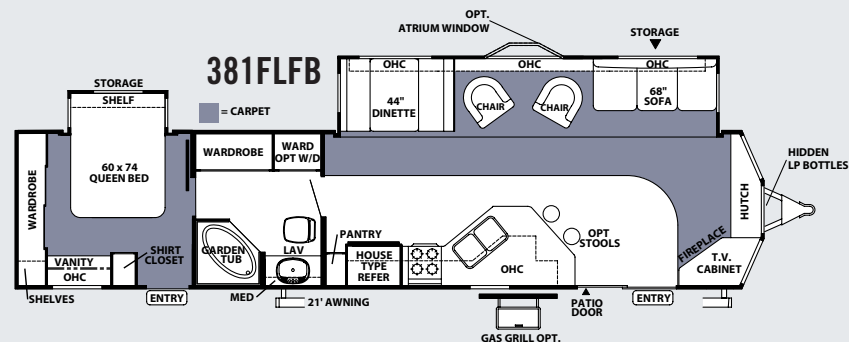 OPT.
ATRIUM WINDOW
STORAGE
381FLFB
= CARPET
STORAGE
SHELF
60 x 74
QUEEN BED
WARDROBE
WARDROBE
WARD
OPT W/D
OHC
OHC
OHC
44"
DINETTE
CHAIR
CHAIR
68"
SOFA
HIDDEN
LP BOTTLES
HUTCH
FIREPLACE
T.V.
CABINET
OPT
STOOLS
PANTRY
HOUSE
TYPE
REFER
OHC
GARDEN
TUB
LAV
MED
SHIRT
CLOSET
VANITY
OHC
SHELVES
ENTRY
21' AWNING
PATIO
DOOR
ENTRY
GAS GRILL OPT.